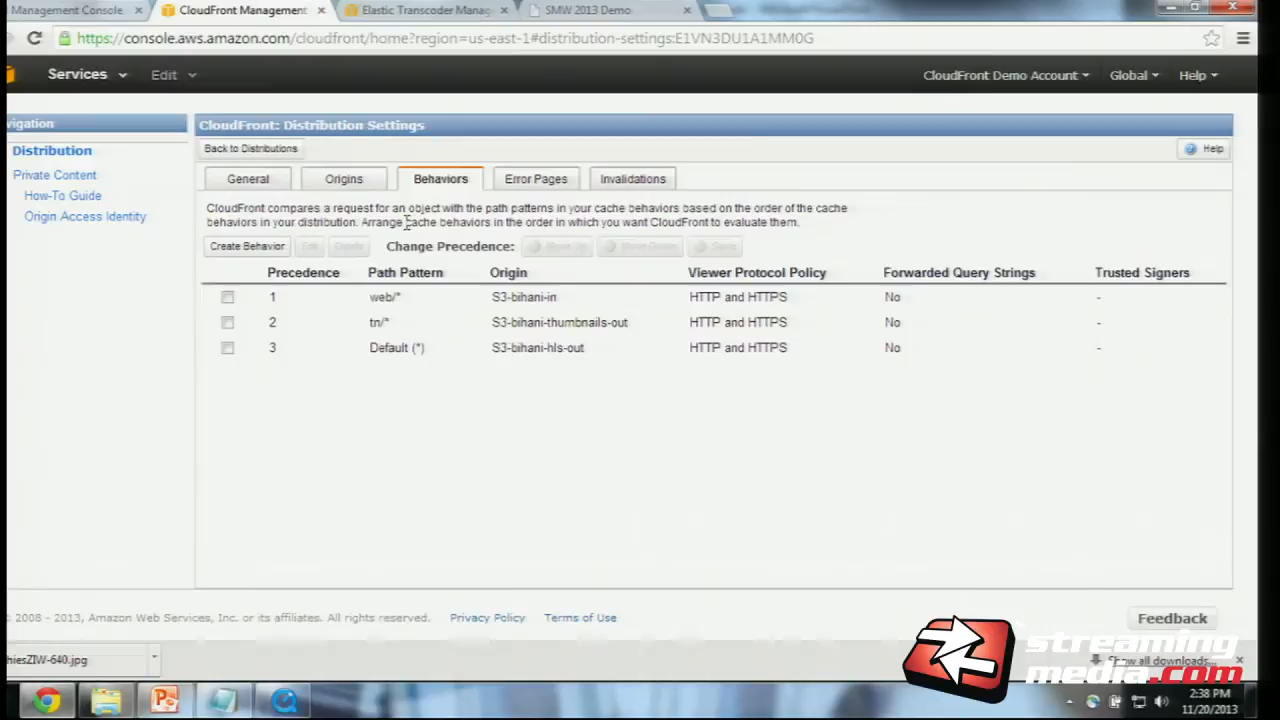 Management Console
CloudFront Management
Elastic Transcoder Manag
SMW 2013 Demo
https://console.aws.amazon.com/cloudfront/home?region=us-east-1#distribution-settings:E1VN3DU1A1MM0G
Services Edit CloudFront Demo Account Global Help
vigation
Distribution
Private Content
How-To Guide
Origin Access Identity
CloudFront: Distribution Settings
Back to Distributions Help
General Origins Behaviors Error Pages Invalidations
CloudFront compares a request for an object with the path patterns in your cache behaviors based on the order of the cache
behaviors in your distribution. Arrange cache behaviors in the order in which you want CloudFront to evaluate them.
Create Behavior Edit Delete Change Precedence: Move Up Move Down Save
Precedence Path Pattern Origin Viewer Protocol Policy Forwarded Query Strings Trusted Signers
1 web/* S3-bihani-in HTTP and HTTPS No -
2 tn/* S3-bihani-thumbnails-out HTTP and HTTPS No -
3 Default (*) S3-bihani-hls-out HTTP and HTTPS No -
© 2008 - 2013, Amazon Web Services, Inc. or its affiliates. All rights reserved. Privacy Policy Terms of Use
Feedback
hiesZIW-640.jpg
Show all downloads...
streaming
media.com
2:38 PM
11/20/2013